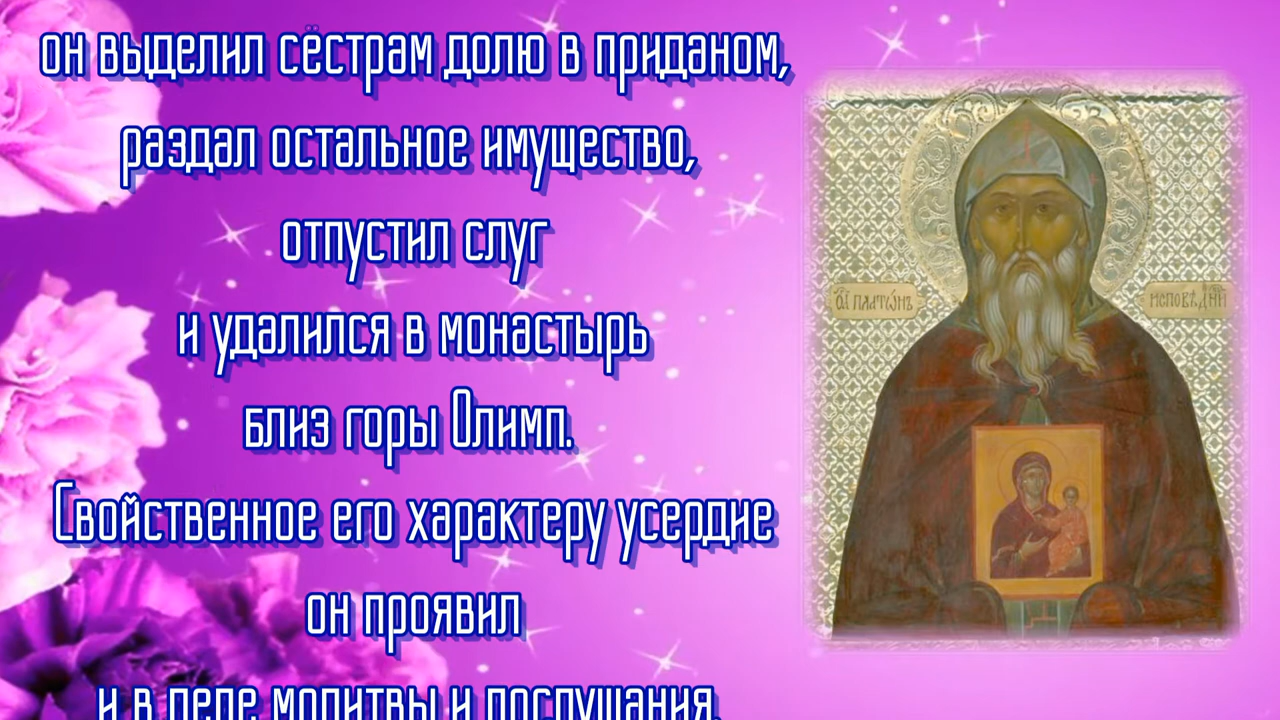 он выделил сёстрам долю в приданом,
раздал остальное имущество,
отпустил слуг
и удалился в монастырь
близ горы Олимп.
Свойственное его характеру усердие
он проявил
и в деле молитвы и послушания.
ПЛАТѠНЪ